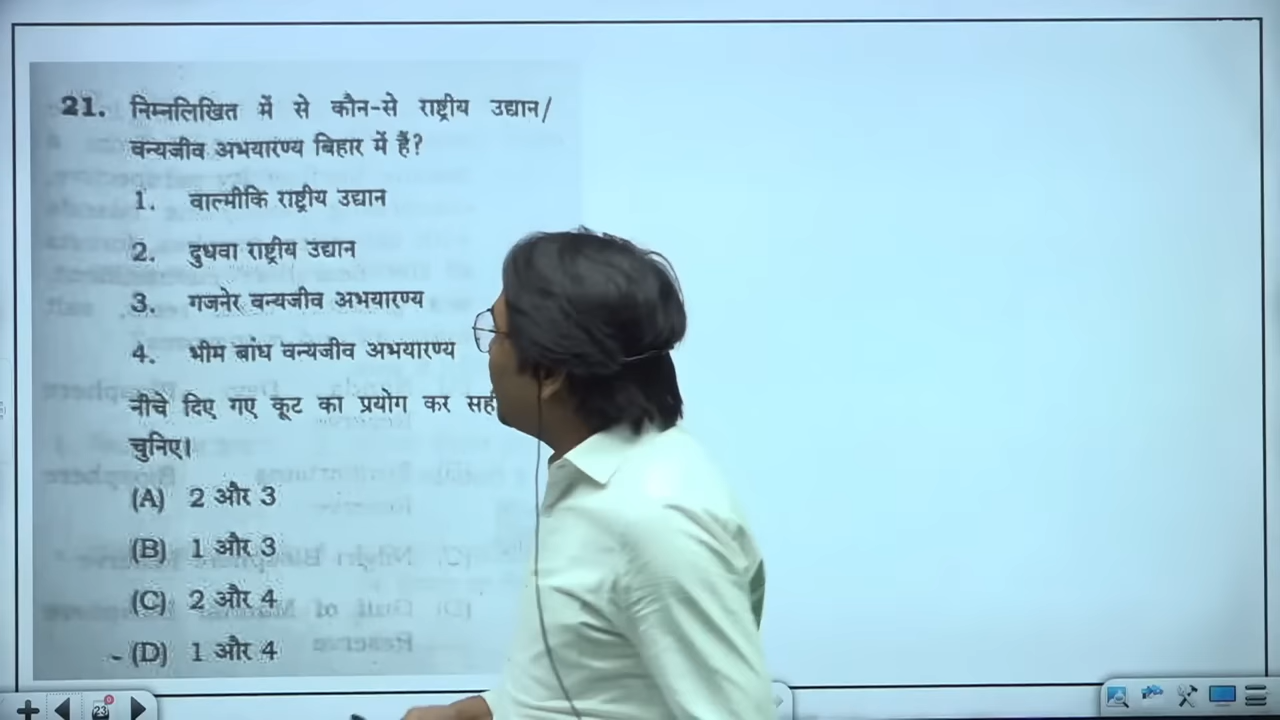 21. निम्नलिखित में से कौन-से राष्ट्रीय उद्यान/
वन्यजीव अभयारण्य बिहार में हैं?
1. वाल्मीकि राष्ट्रीय उद्यान
2. दुधवा राष्ट्रीय उद्यान
3. गजनेर वन्यजीव अभयारण्य
4. भीम बांध वन्यजीव अभयारण्य
नीचे दिए गए कूट का प्रयोग कर
चुनिए।
(A) 2 और 3
(B) 1 और 3
(C) 2 और 4
(D) 1 और 4
23